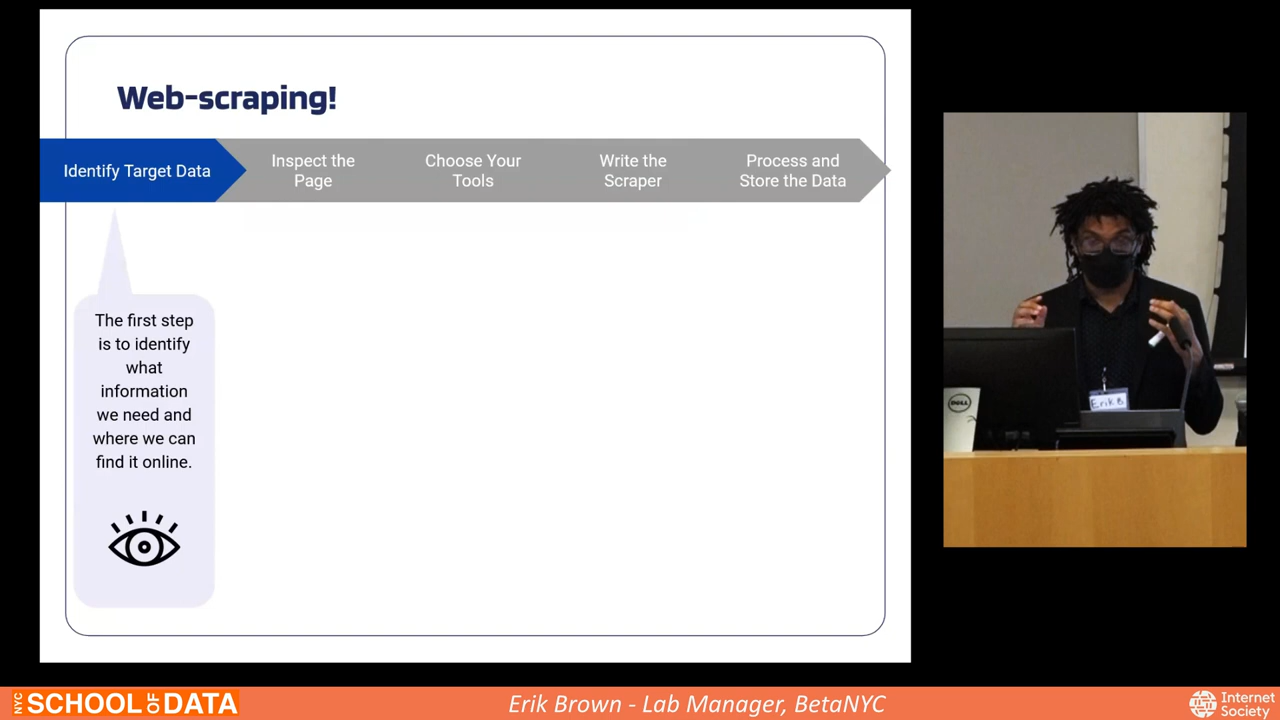 Web-scraping!
Identify Target Data
Inspect the
Page
Choose Your
Tools
Write the
Scraper
Process and
Store the Data
The first step
is to identify
what
information
we need and
where we can
find it online.
DELL
Erik B.
NYC SCHOOL OF DATA
Erik Brown - Lab Manager, BetaNYC
Internet
Society